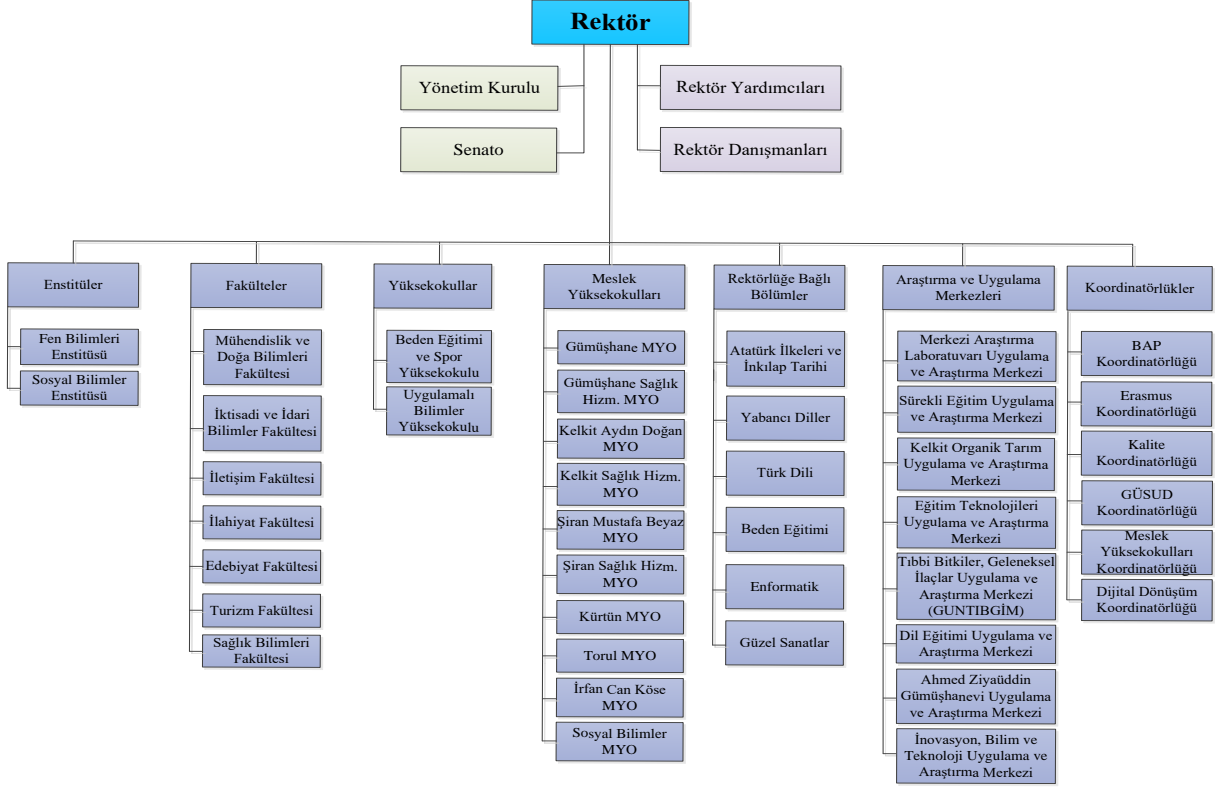 Rektör
Yönetim Kurulu
Rektör Yardımcıları
Senato
Rektör Danışmanları
Enstitüler
Fen Bilimleri
Enstitüsü
Sosyal Bilimler
Enstitüsü
Fakülteler
Mühendislik ve
Doğa Bilimleri
Fakültesi
İktisadi ve İdari
Bilimler Fakültesi
İletişim Fakültesi
İlahiyat Fakültesi
Edebiyat Fakültesi
Turizm Fakültesi
Sağlık Bilimleri
Fakültesi
Yüksekokullar
Beden Eğitimi
ve Spor
Yüksekokulu
Uygulamalı
Bilimler
Yüksekokulu
Meslek
Yüksekokulları
Gümüşhane MYO
Gümüşhane Sağlık
Hizm. MYO
Kelkit Aydın Doğan
MYO
Kelkit Sağlık Hizm.
MYO
Şiran Mustafa Beyaz
MYO
Şiran Sağlık Hizm.
MYO
Kürtün MYO
Torul MYO
İrfan Can Köse
MYO
Sosyal Bilimler
MYO
Rektörlüğe Bağlı
Bölümler
Atatürk İlkeleri ve
İnkılap Tarihi
Yabancı Diller
Türk Dili
Beden Eğitimi
Enformatik
Güzel Sanatlar
Araştırma ve Uygulama
Merkezleri
Merkezi Araştırma
Laboratuvarı Uygulama
ve Araştırma Merkezi
Sürekli Eğitim Uygulama
ve Araştırma Merkezi
Kelkit Organik Tarım
Uygulama ve Araştırma
Merkezi
Eğitim Teknolojileri
Uygulama ve Araştırma
Merkezi
Tıbbi Bitkiler, Geleneksel
İlaçlar Uygulama ve
Araştırma Merkezi
(GUNTIBGİM)
Dil Eğitimi Uygulama ve
Araştırma Merkezi
Ahmed Ziyaüddin
Gümüşhanevi Uygulama
ve Araştırma Merkezi
İnovasyon, Bilim ve
Teknoloji Uygulama ve
Araştırma Merkezi
Koordinatörlükler
BAP
Koordinatörlüğü
Erasmus
Koordinatörlüğü
Kalite
Koordinatörlüğü
GÜSUD
Koordinatörlüğü
Meslek
Yüksekokulları
Koordinatörlüğü
Dijital Dönüşüm
Koordinatörlüğü